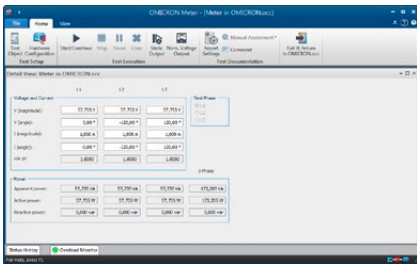 OMICRON Meter - [Meter in OMICRON.occ]
File Home View
Test Object Hardware Configuration Start/Continue Stop Pause Clear Static Output Nom. Voltage Output Report Settings Manual Assessment Comment Exit & Return to OMICRON.occ
Test Setup Test Execution Test Documentation
Detail View: Meter in OMICRON.occ
L1 L2 L3
Voltage and Current Test Phase
V (magnitude): 57,735 V 57,735 V 57,735 V
V (angle): 0,00 ° -120,00 ° 120,00 °
I (magnitude): 1,000 A 1,000 A 1,000 A
I (angle): -0,00 ° -120,00 ° 120,00 °
1,0000 1,0000 1,0000
3 Phase
Power
Apparent power: 57,735 VA 57,735 VA 57,735 VA
Active power: 57,735 W 57,735 W 57,735 W
Reactive power: 0,000 var 0,000 var 0,000 var 0,000 var
Status History Overload Monitor
For help, press F1